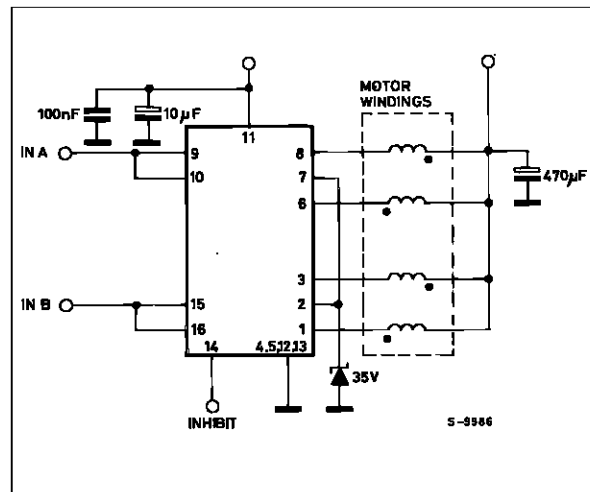 MOTOR
WINDINGS
100nF
10µF
11
470µF
IN A
9
10
8
7
6
3
2
1
IN B
15
16
14
4,5,12,13
35V
INHIBIT
S-9986